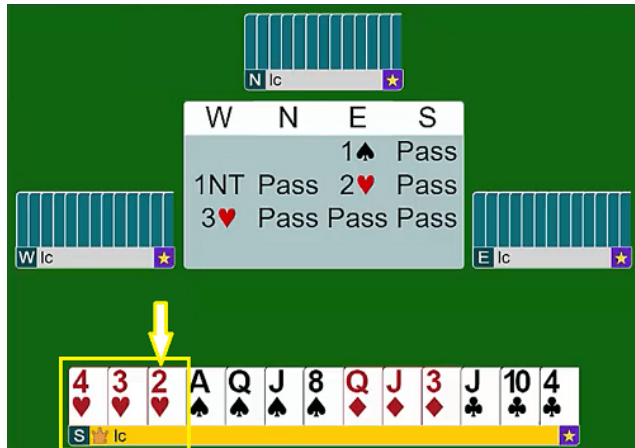 N lc
W N E S
1♠ Pass
1NT Pass 2♥ Pass
3♥ Pass Pass Pass
W lc
E lc
4♥ 3♥ 2♥ A♠ Q♠ J♠ 8♠ Q♦ J♦ 3♦ J♣ 10♣ 4♣
S lc